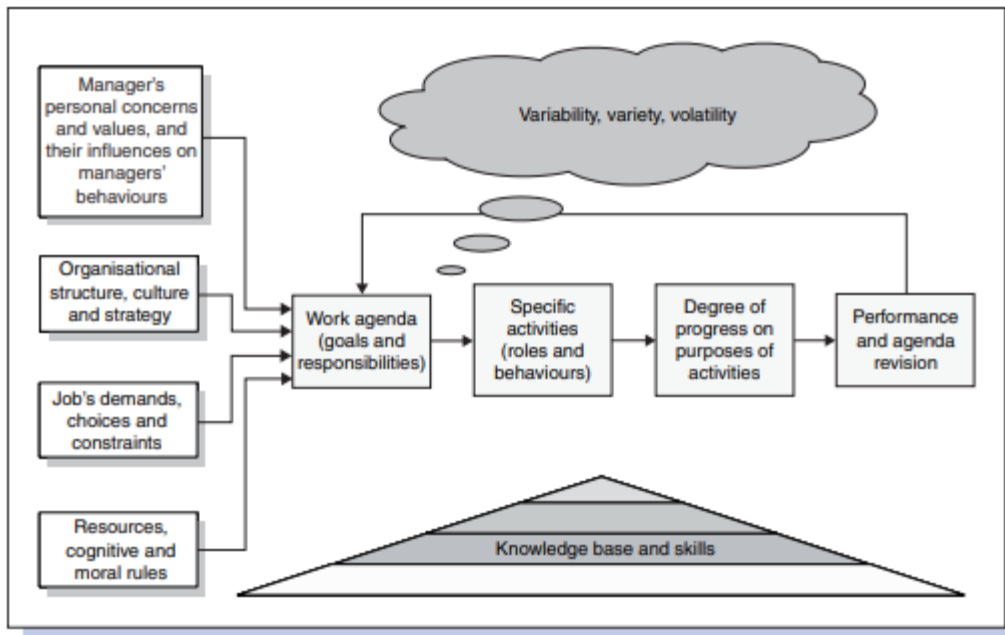 Manager's
personal concerns
and values, and
their influences on
managers'
behaviours
Variability, variety, volatility
Organisational
structure, culture
and strategy
Work agenda
(goals and
responsibilities)
Specific
activities
(roles and
behaviours)
Degree of
progress on
purposes of
activities
Performance
and agenda
revision
Job's demands,
choices and
constraints
Resources,
cognitive and
moral rules
Knowledge base and skills